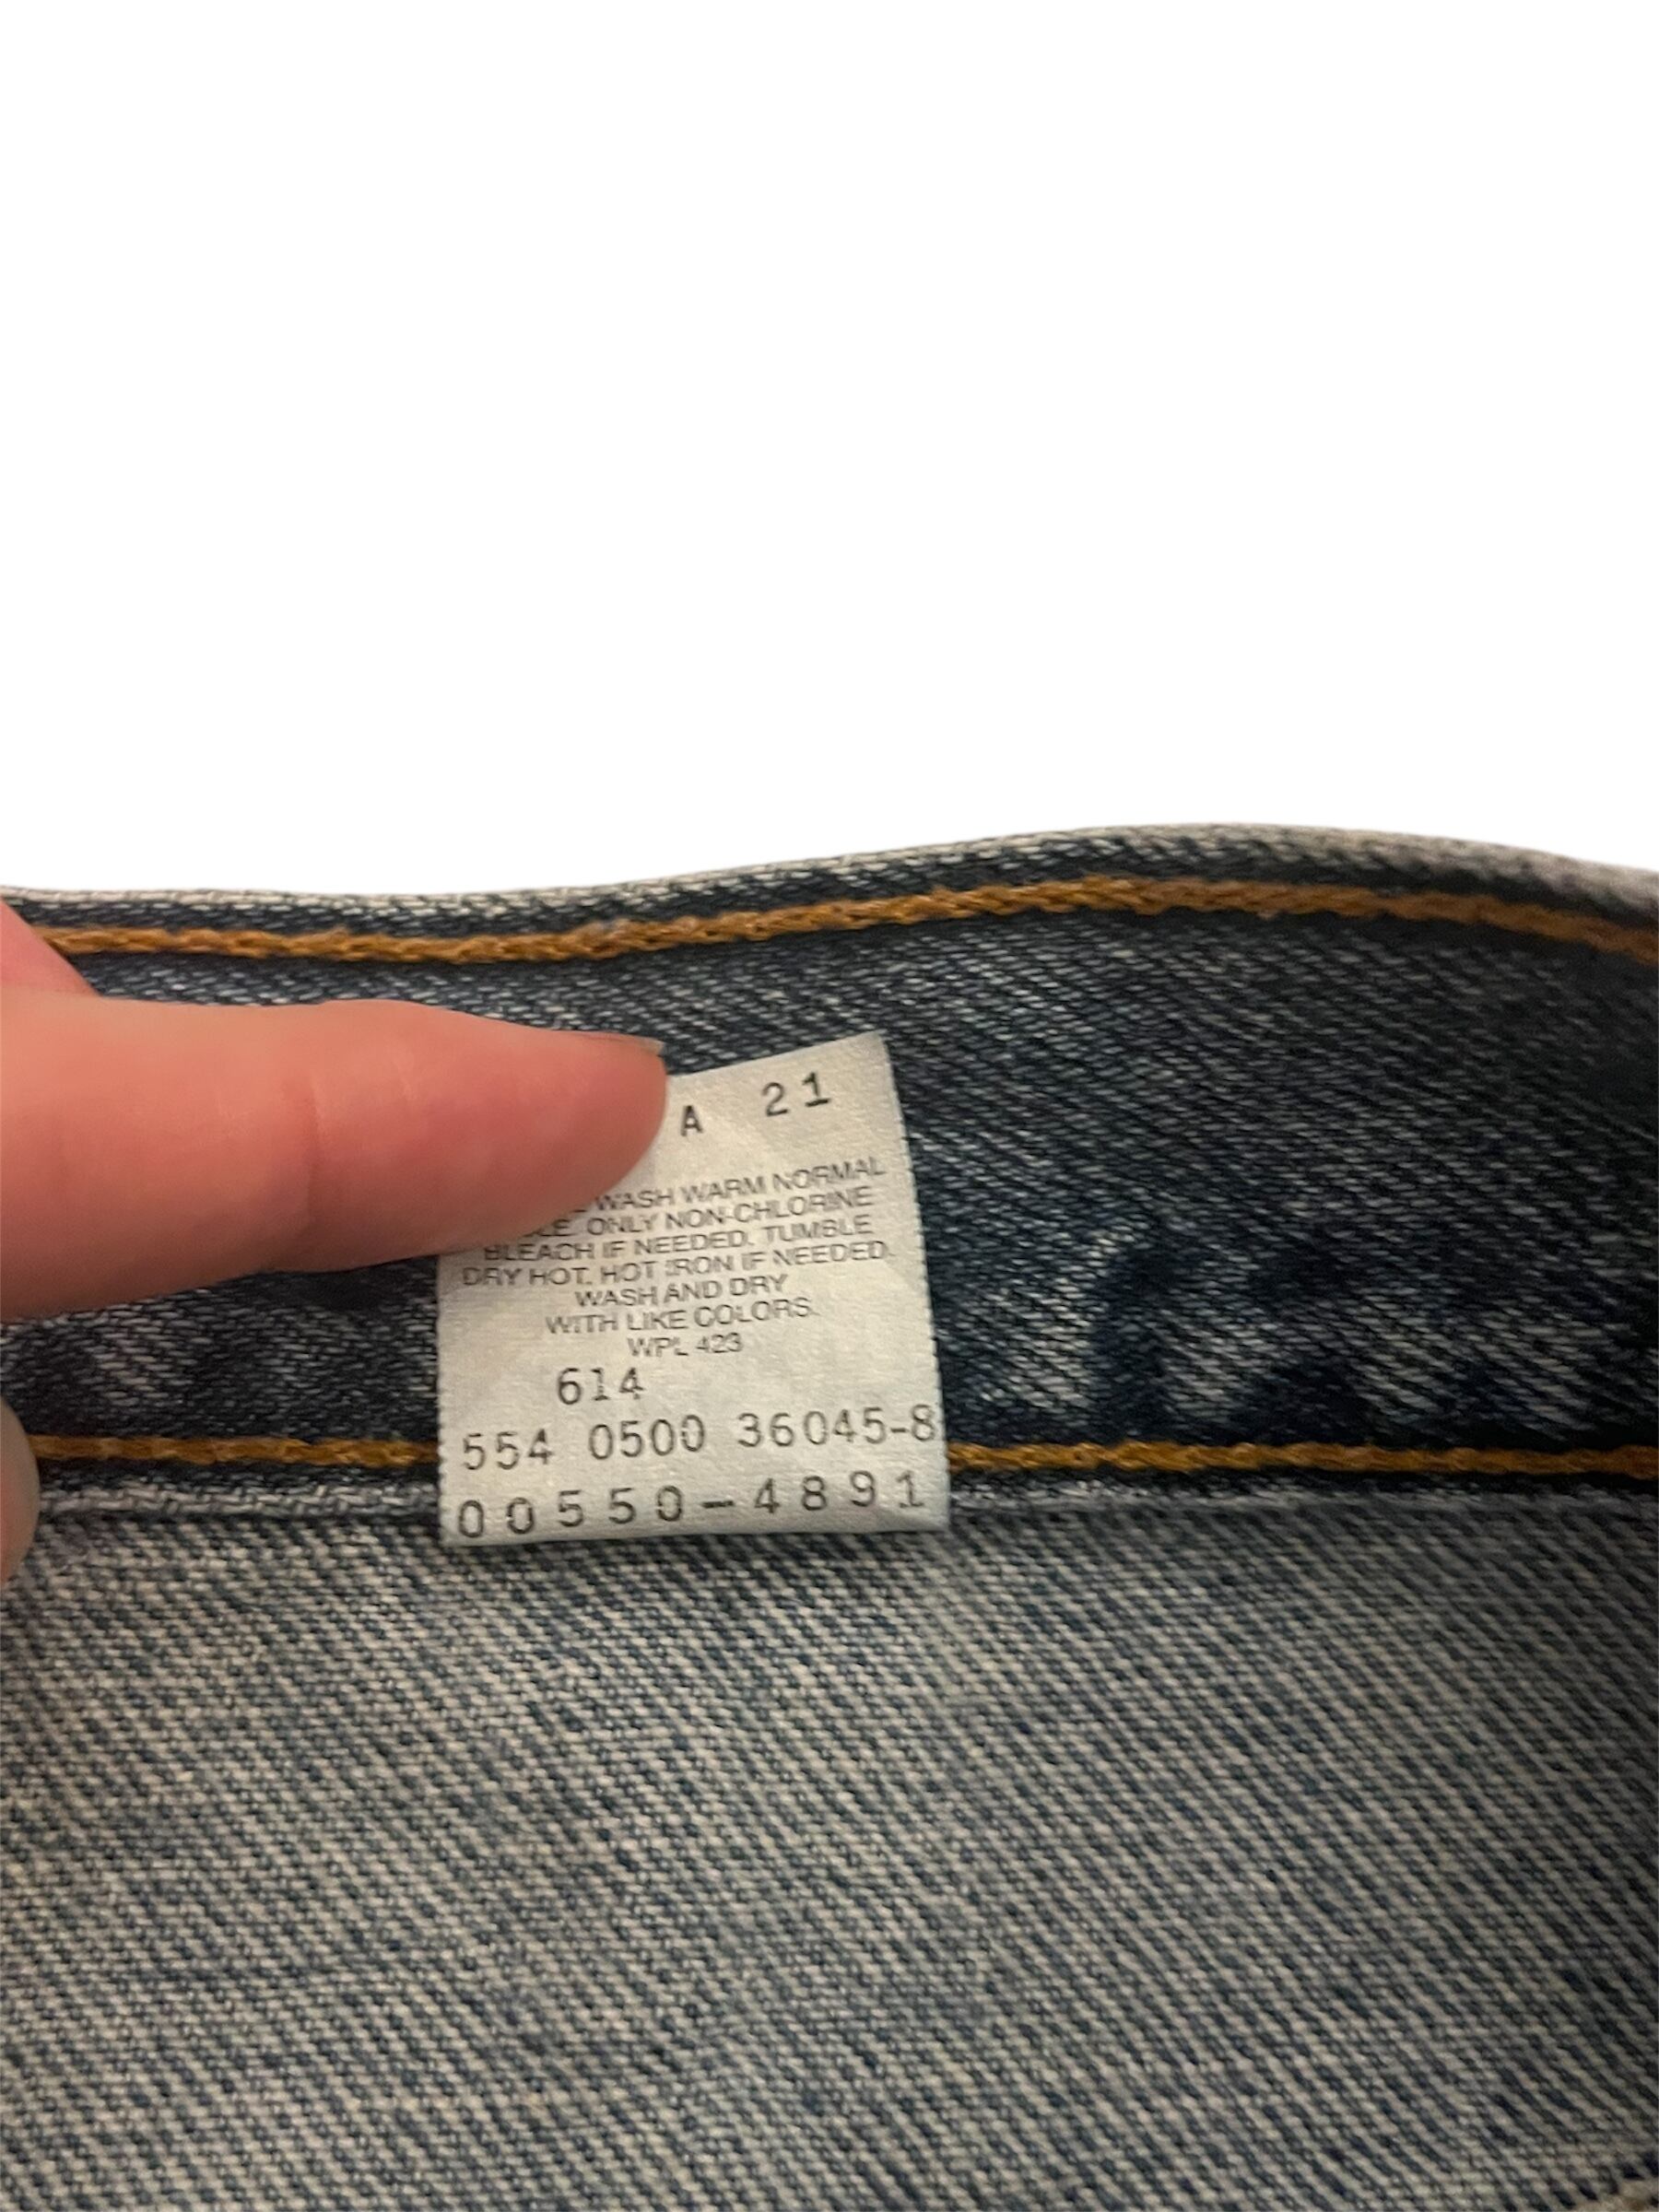 A 21
WASH WARM NORMAL
ONLY NON-CHLORINE
BLEACH IF NEEDED. TUMBLE
DRY HOT. HOT IRON IF NEEDED.
WASH AND DRY
WITH LIKE COLORS.
WPL 423
614
554 0500 36045-8
00550-4891